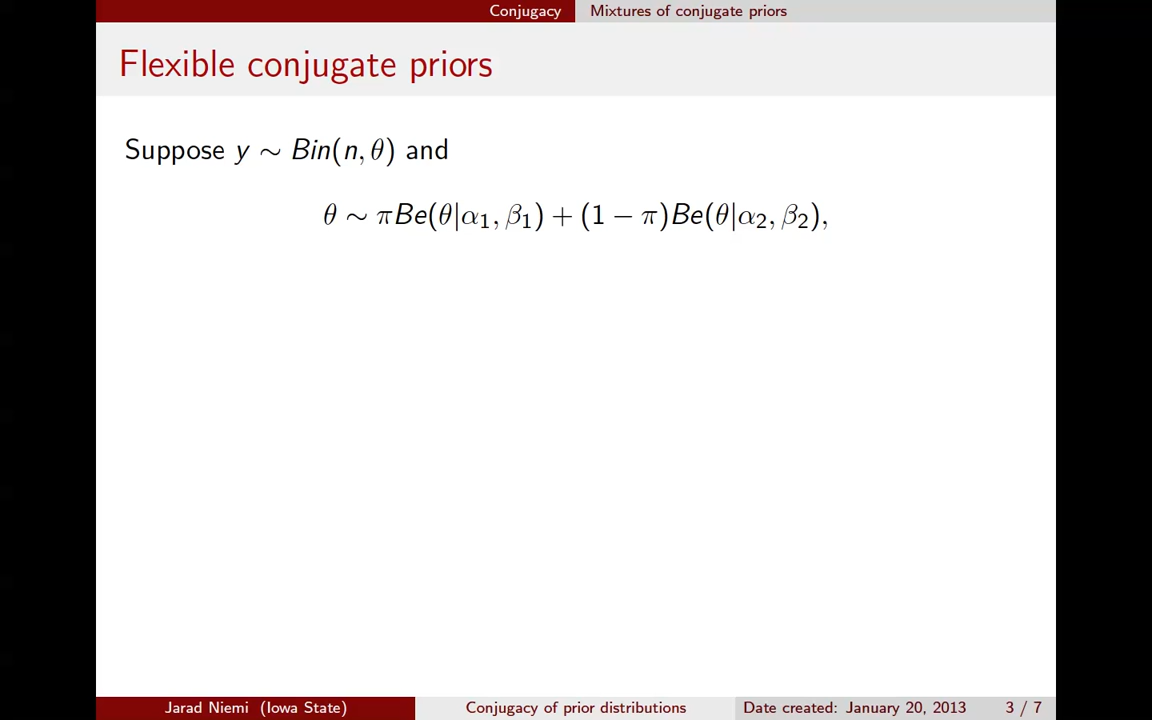 Conjugacy Mixtures of conjugate priors
Flexible conjugate priors
Suppose y ∼ Bin(n, θ) and
θ ∼ πBe(θ|α₁, β₁) + (1 − π)Be(θ|α₂, β₂),
Jarad Niemi (Iowa State) Conjugacy of prior distributions Date created: January 20, 2013 3 / 7